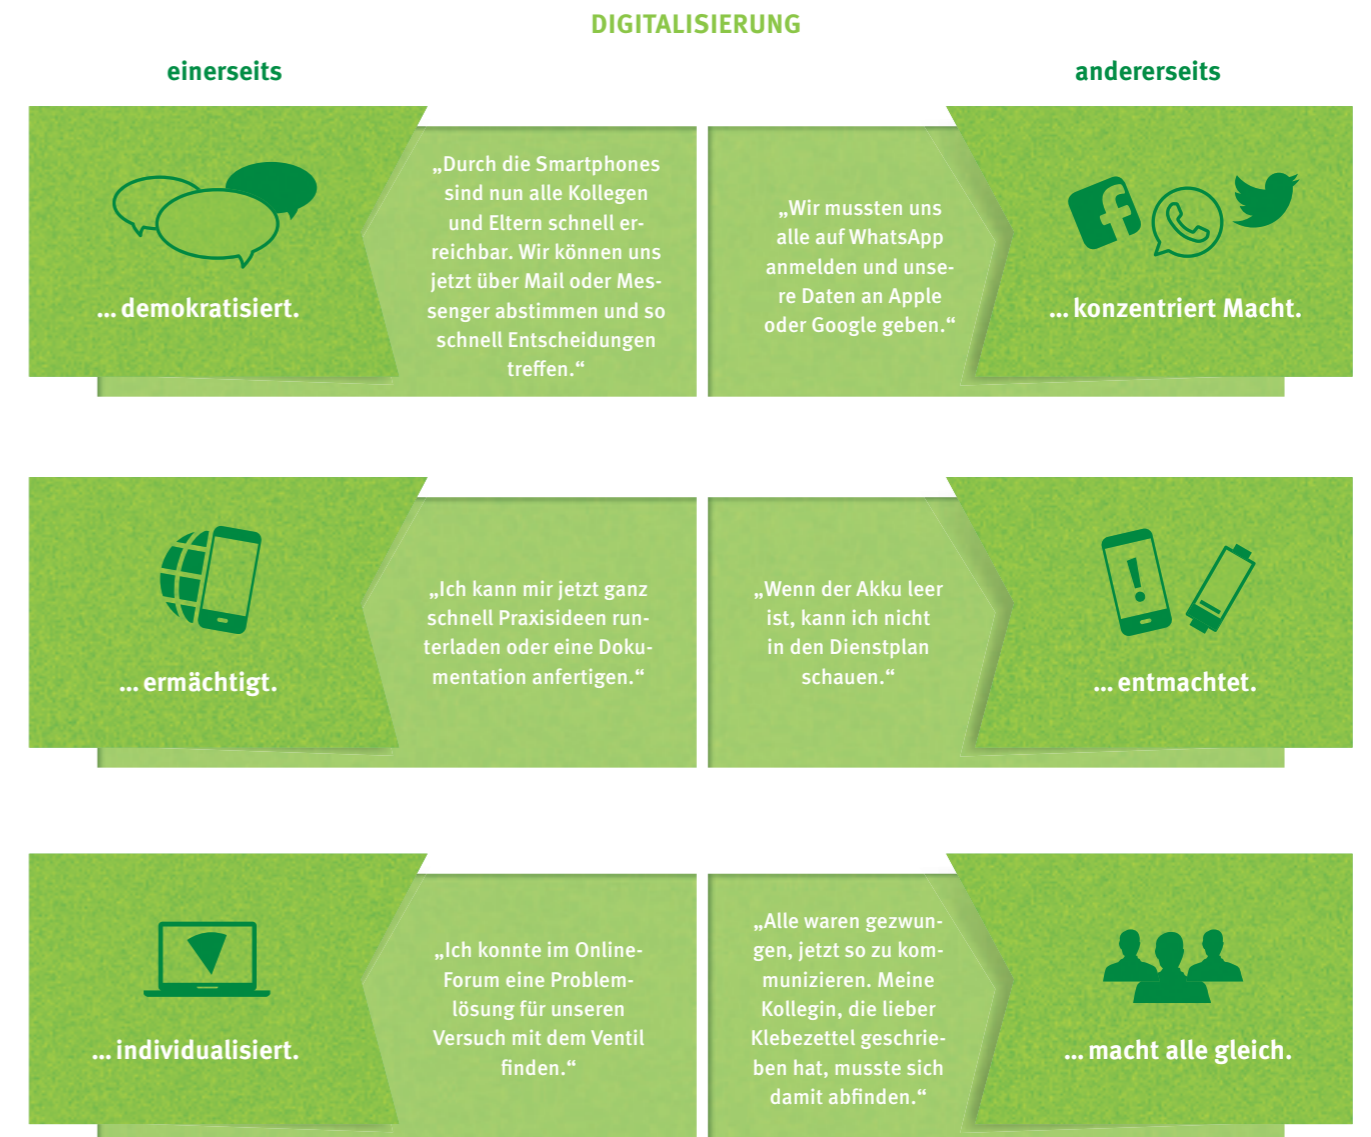 DIGITALISIERUNG
einerseits
andererseits
... demokratisiert.
„Durch die Smartphones
sind nun alle Kollegen
und Eltern schnell er-
reichbar. Wir können uns
jetzt über Mail oder Mes-
senger abstimmen und so
schnell Entscheidungen
treffen.“
„Wir mussten uns
alle auf WhatsApp
anmelden und unse-
re Daten an Apple
oder Google geben.“
... konzentriert Macht.
... ermächtigt.
„Ich kann mir jetzt ganz
schnell Praxisideen run-
terladen oder eine Doku-
mentation anfertigen.“
„Wenn der Akku leer
ist, kann ich nicht
in den Dienstplan
schauen.“
... entmachtet.
... individualisiert.
„Ich konnte im Online-
Forum eine Problem-
lösung für unseren
Versuch mit dem Ventil
finden.“
„Alle waren gezwun-
gen, jetzt so zu kom-
munizieren. Meine
Kollegin, die lieber
Klebezettel geschrie-
ben hat, musste sich
damit abfinden.“
... macht alle gleich.